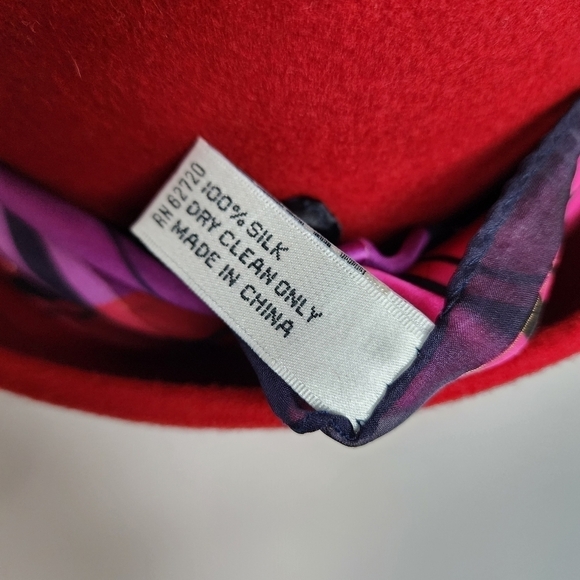 RN 62720
100% SILK
DRY CLEAN ONLY
MADE IN CHINA